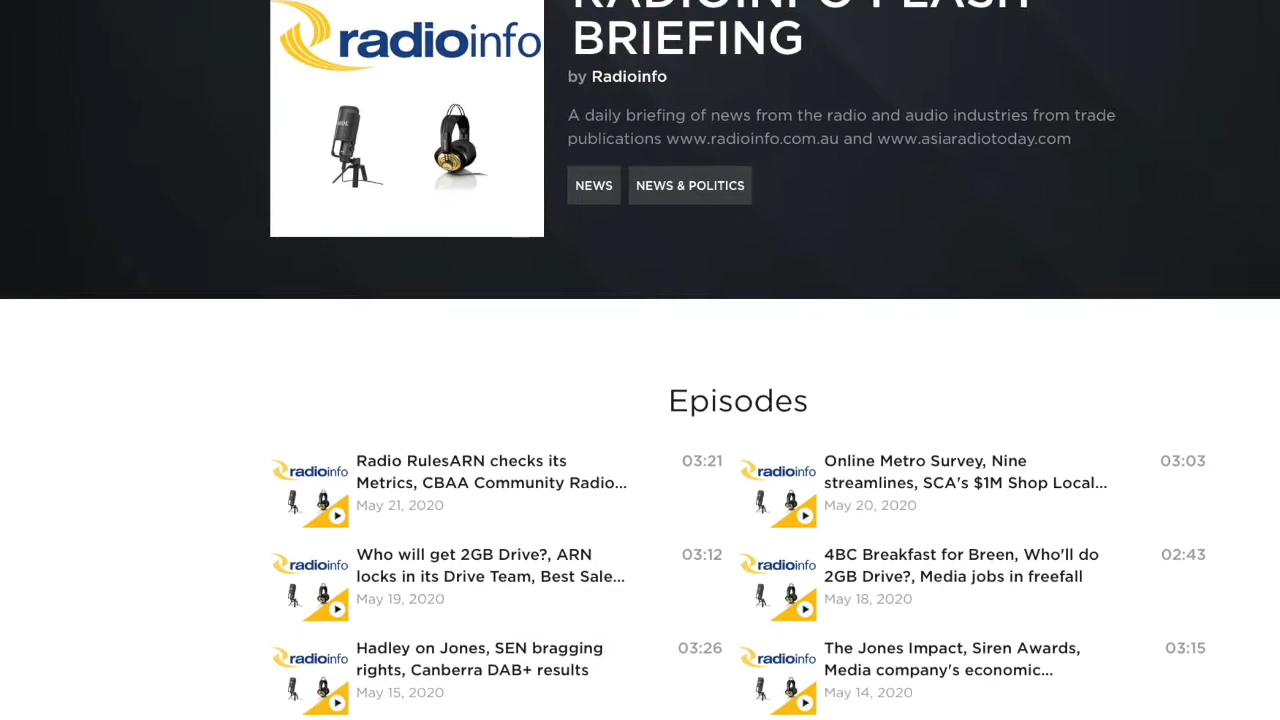 radioinfo
RADIOINFO FLASH
BRIEFING
by Radioinfo
A daily briefing of news from the radio and audio industries from trade
publications www.radioinfo.com.au and www.asiaradiotoday.com
NEWS
NEWS & POLITICS
Episodes
radioinfo
Radio RulesARN checks its
Metrics, CBAA Community Radio...
May 21, 2020
03:21
radioinfo
Online Metro Survey, Nine
streamlines, SCA's $1M Shop Local...
May 20, 2020
03:03
radioinfo
Who will get 2GB Drive?, ARN
locks in its Drive Team, Best Sale...
May 19, 2020
03:12
radioinfo
4BC Breakfast for Breen, Who'll do
2GB Drive?, Media jobs in freefall
May 18, 2020
02:43
radioinfo
Hadley on Jones, SEN bragging
rights, Canberra DAB+ results
May 15, 2020
03:26
radioinfo
The Jones Impact, Siren Awards,
Media company's economic...
May 14, 2020
03:15